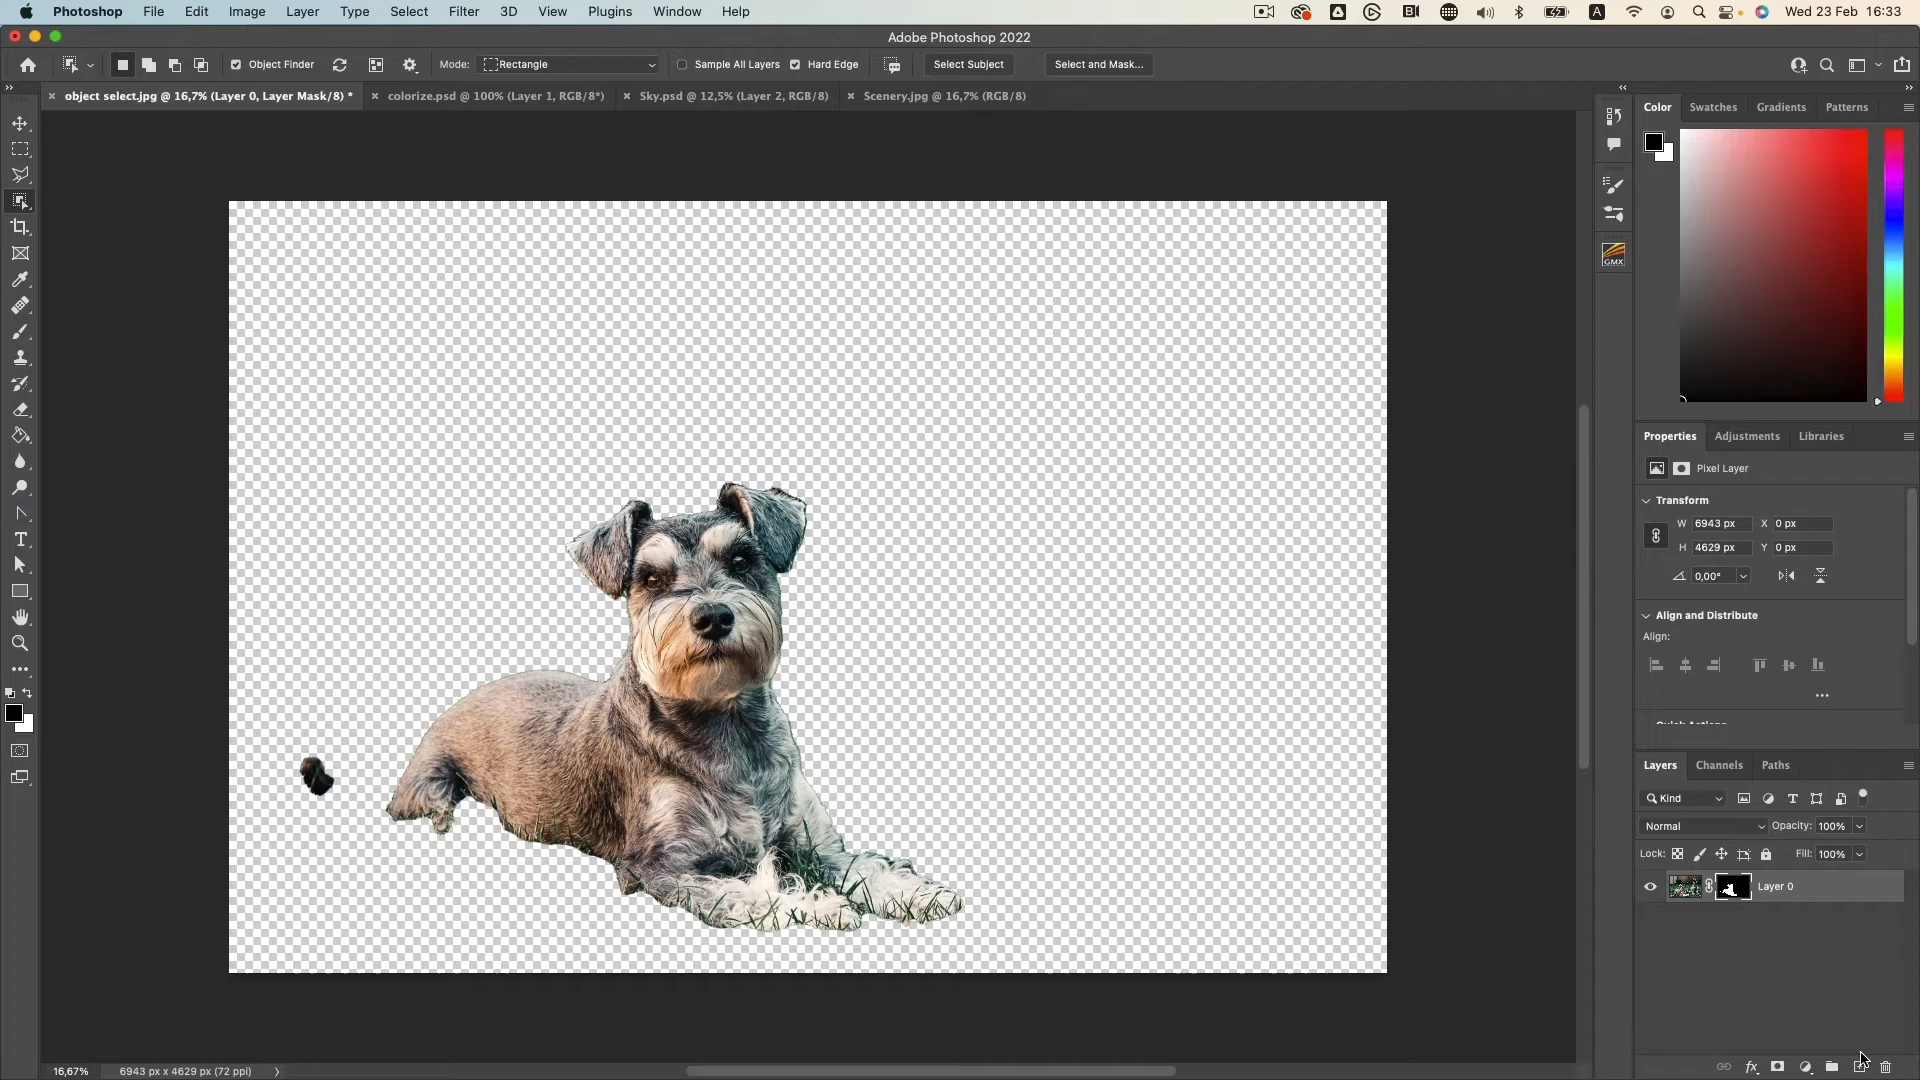 Photoshop File Edit Image Layer Type Select Filter 3D View Plugins Window Help A Wed 23 Feb 16:33
Adobe Photoshop 2022
Object Finder Mode: Rectangle Sample All Layers Hard Edge Select Subject Select and Mask...
object select.jpg @ 16,7% (Layer 0, Layer Mask/8) * colorize.psd @ 100% (Layer 1, RGB/8*) Sky.psd @ 12,5% (Layer 2, RGB/8) Scenery.jpg @ 16,7% (RGB/8)
Color Swatches Gradients Patterns
GMX
Properties Adjustments Libraries
Pixel Layer
Transform
W 6943 px X 0 px
H 4629 px Y 0 px
0,00°
Align and Distribute
Align:
Quick Actions
Layers Channels Paths
Kind
Normal Opacity: 100%
Lock: Fill: 100%
Layer 0
fx
16,67% 6943 px x 4629 px (72 ppi)